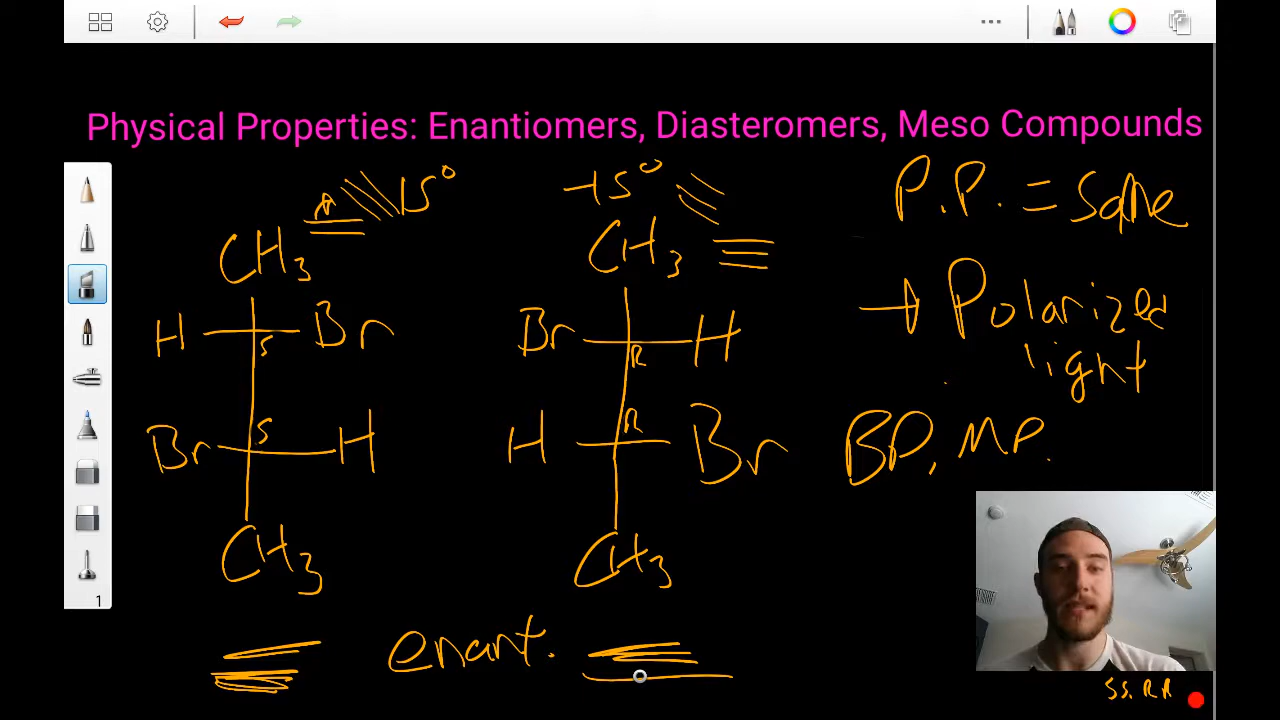 Physical Properties: Enantiomers, Diasteromers, Meso Compounds
+15° -15° P.P. = Same
CH3 CH3
→ Polarized
light
H Br Br H
S R
S R
Br H H Br
BP, MP.
CH3 CH3
enant.
1
SS. RR